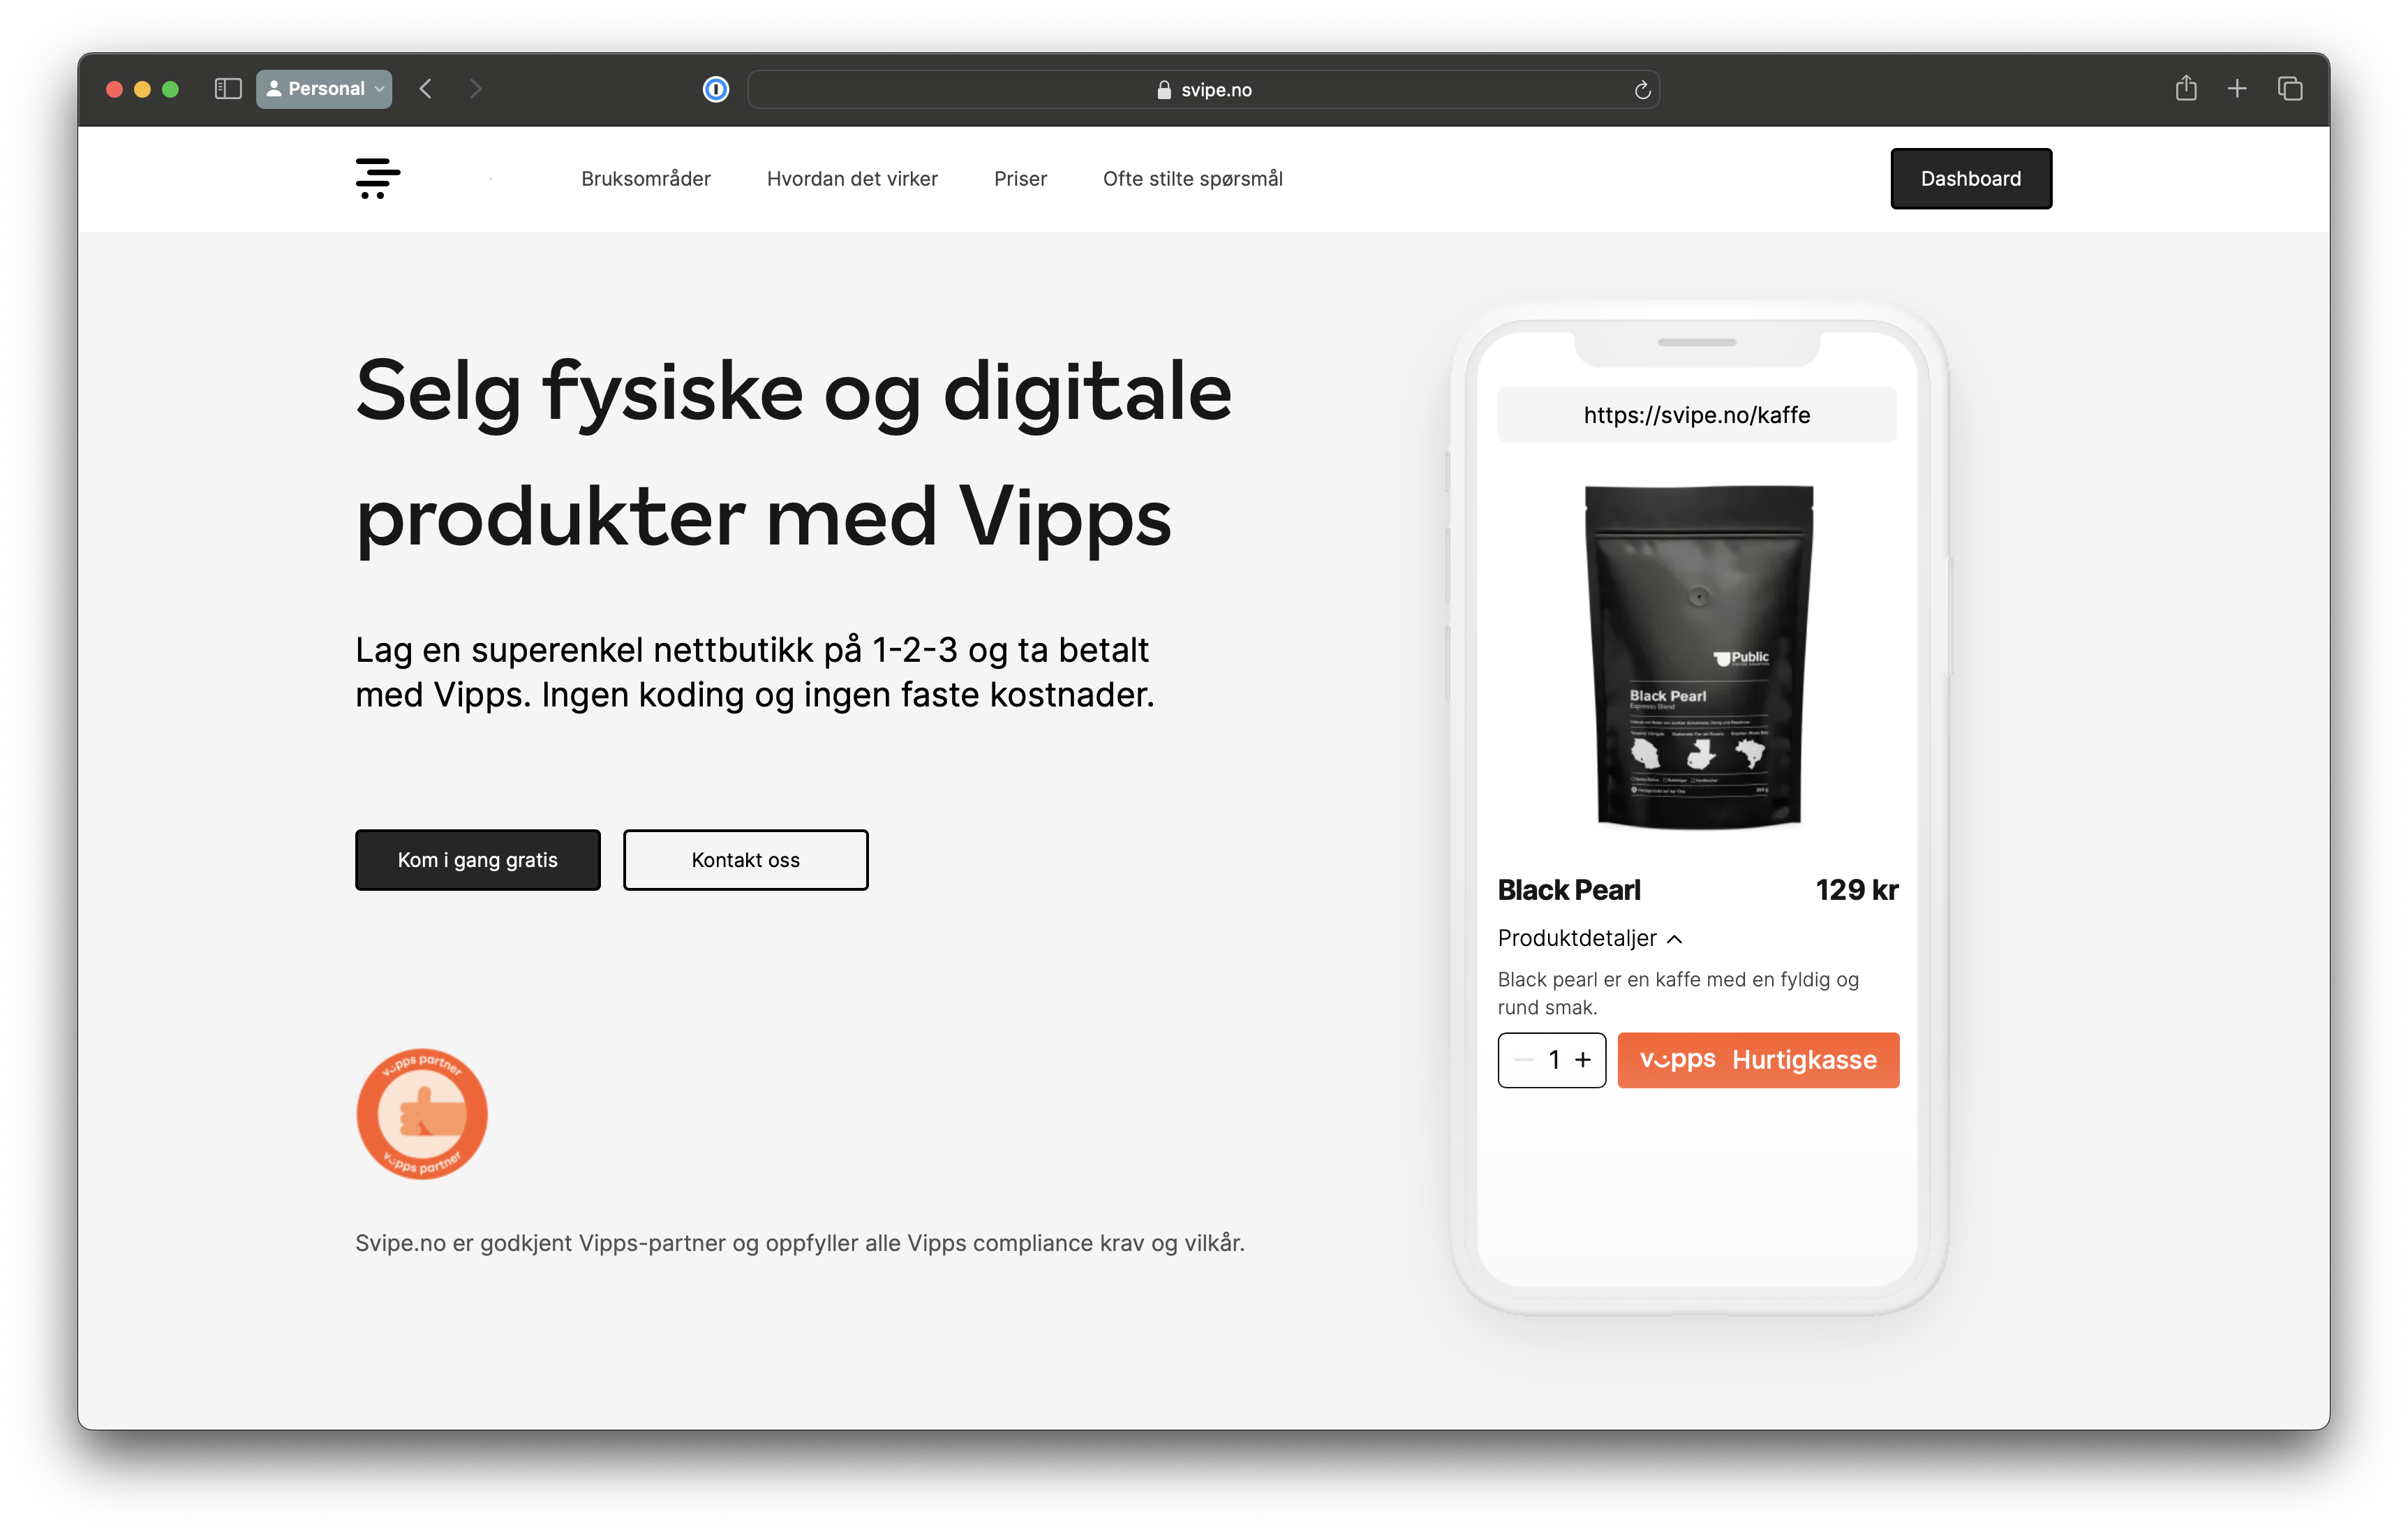 Personal
svipe.no
Bruksområder
Hvordan det virker
Priser
Ofte stilte spørsmål
Dashboard
Selg fysiske og digitale
produkter med Vipps
Lag en superenkel nettbutikk på 1-2-3 og ta betalt
med Vipps. Ingen koding og ingen faste kostnader.
Kom i gang gratis
Kontakt oss
vipps partner
vipps partner
Svipe.no er godkjent Vipps-partner og oppfyller alle Vipps compliance krav og vilkår.
https://svipe.no/kaffe
Public
Black Pearl
Espresso Blend
Black Pearl
129 kr
Produktdetaljer
Black pearl er en kaffe med en fyldig og
rund smak.
1
vipps Hurtigkasse